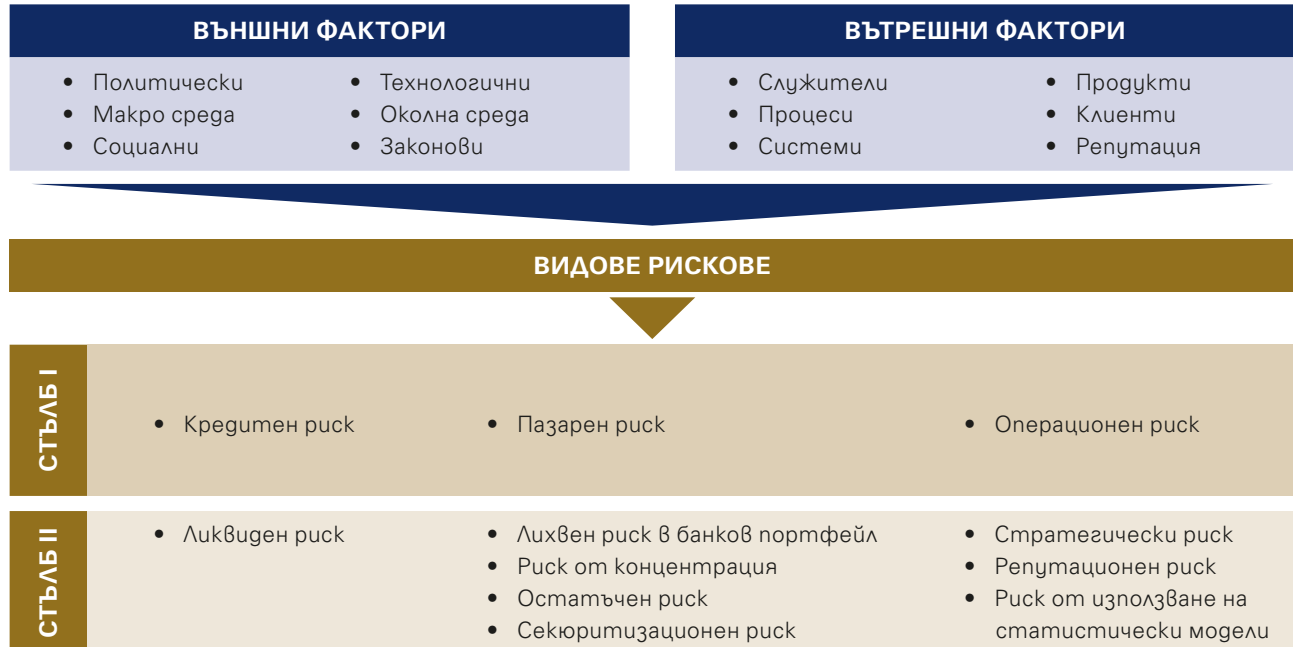 ВЪНШНИ ФАКТОРИ
• Политически
• Макро среда
• Социални
• Технологични
• Околна среда
• Законови
ВЪТРЕШНИ ФАКТОРИ
• Служители
• Процеси
• Системи
• Продукти
• Клиенти
• Репутация
ВИДОВЕ РИСКОВЕ
СТЪЛБ I
• Кредитен риск
• Пазарен риск
• Операционен риск
СТЪЛБ II
• Ликвиден риск
• Лихвен риск в банков портфейл
• Риск от концентрация
• Остатъчен риск
• Секюритизационен риск
• Стратегически риск
• Репутационен риск
• Риск от използване на
статистически модели